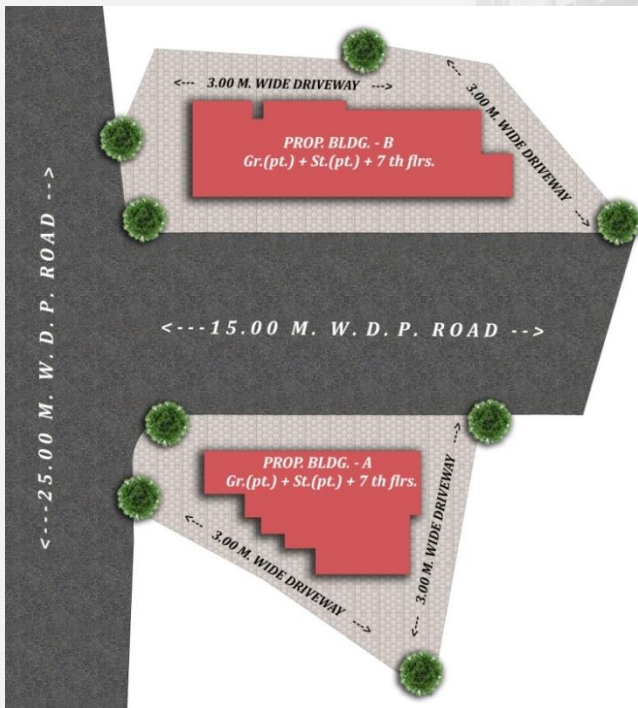 3.00 M. WIDE DRIVEWAY --->
<--- 3.00 M. WIDE DRIVEWAY --->
PROP. BLDG. - B
Gr.(pt.) + St.(pt.) + 7 th flrs.
<---25.00 M. W. D. P. ROAD -->
<---15.00 M. W. D. P. ROAD -->
PROP. BLDG. - A
Gr.(pt.) + St.(pt.) + 7 th flrs.
<--- 3.00 M. WIDE DRIVEWAY --->
<--- 3.00 M. WIDE DRIVEWAY --->